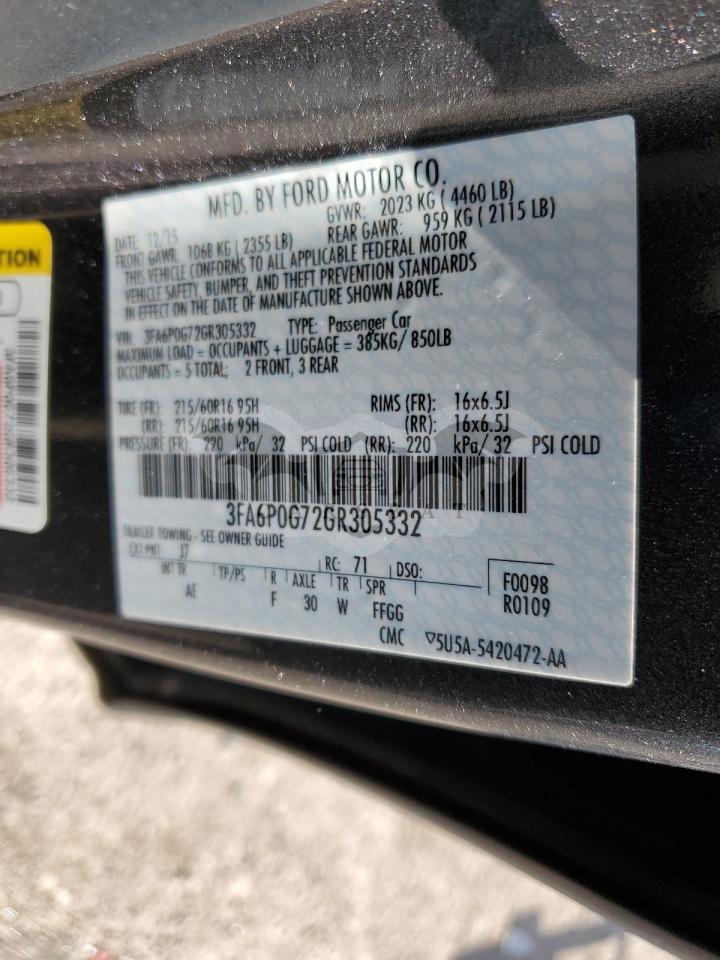 MFD. BY FORD MOTOR CO.
DATE: 12/15 GVWR: 2023 KG ( 4460 LB)
FRONT GAWR: 1068 KG ( 2355 LB) REAR GAWR: 959 KG ( 2115 LB)
THIS VEHICLE CONFORMS TO ALL APPLICABLE FEDERAL MOTOR
VEHICLE SAFETY, BUMPER, AND THEFT PREVENTION STANDARDS
IN EFFECT ON THE DATE OF MANUFACTURE SHOWN ABOVE.
VIN: 3FA6P0G72GR305332 TYPE: Passenger Car
MAXIMUM LOAD = OCCUPANTS + LUGGAGE = 385KG/ 850LB
OCCUPANTS = 5 TOTAL; 2 FRONT, 3 REAR
TIRE (FR): 215/60R16 95H RIMS (FR): 16x6.5J
(RR): 215/60R16 95H (RR): 16x6.5J
PRESSURE (FR): 220 kPa/ 32 PSI COLD (RR): 220 kPa/ 32 PSI COLD
3FA6P0G72GR305332
TRAILER TOWING - SEE OWNER GUIDE
EXT PNT: J7 RC: 71 DSO:
INT TR TP/PS R AXLE TR SPR F0098
AE F 30 W FFGG R0109
CMC ▽5U5A-5420472-AA
TION